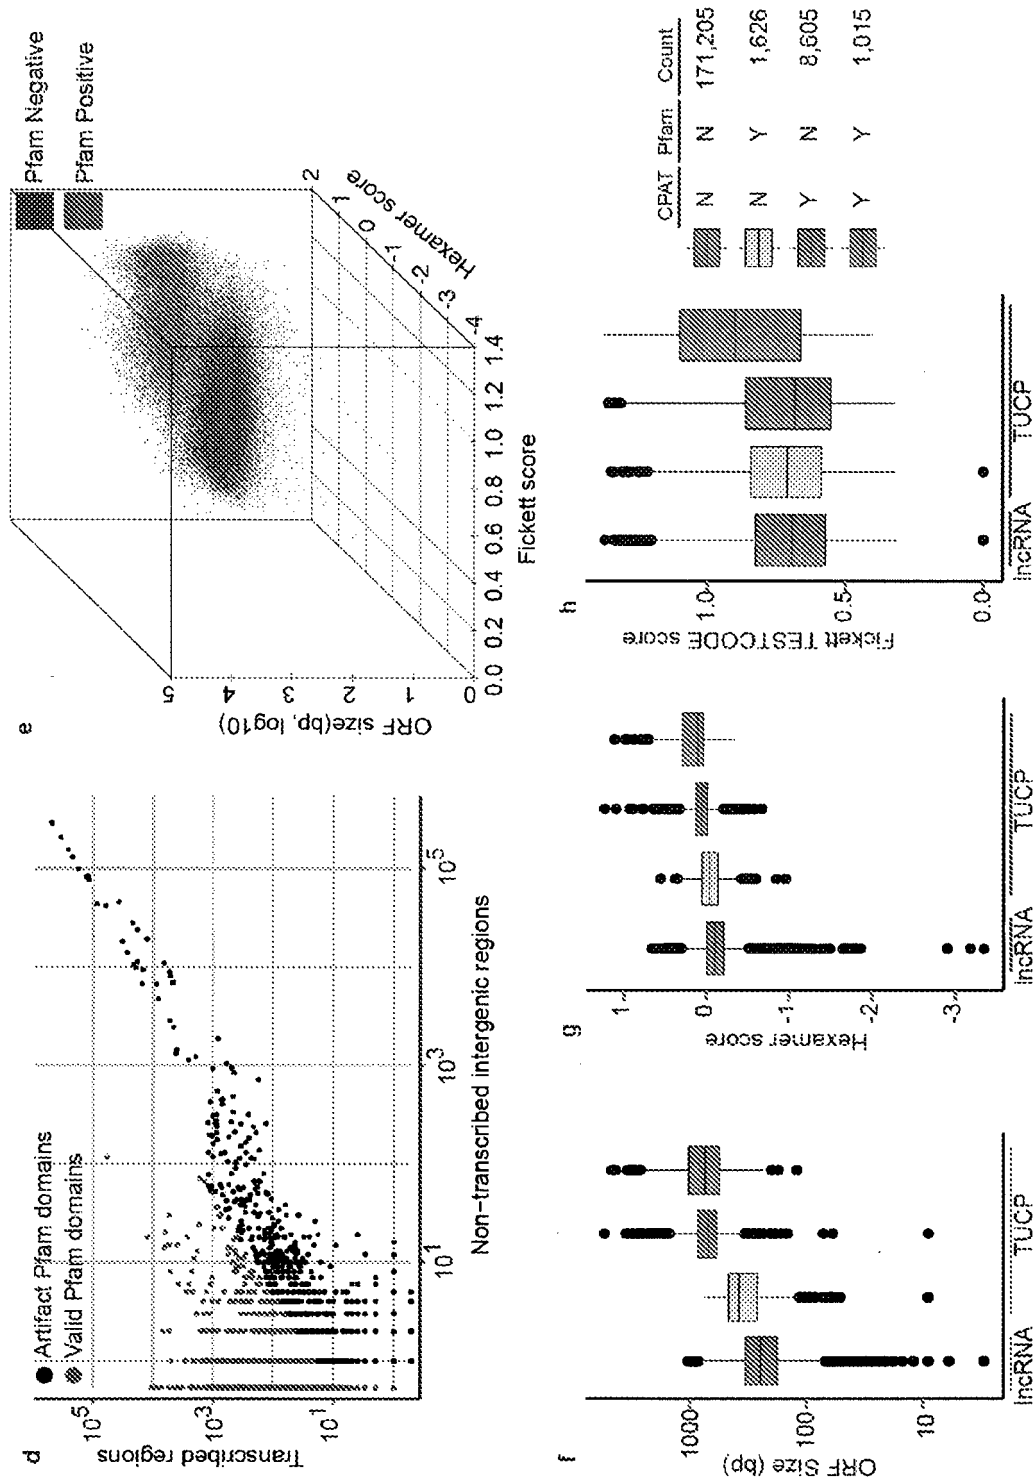 d
Artifact Pfam domains
Valid Pfam domains
10^5
10^3
10^1
Transcribed regions
10^1
10^3
10^5
Non-transcribed intergenic regions
e
Pfam Negative
Pfam Positive
5
4
3
2
1
0
ORF size(bp, log10)
0.0 0.2 0.4 0.6 0.8 1.0 1.2 1.4
Fickett score
2
1
0
-1
-2
-3
-4
Hexamer score
f
1000
100
10
ORF Size (bp)
lncRNA TUCP
g
1
0
-1
-2
-3
Hexamer score
lncRNA TUCP
h
1.0
0.5
0.0
Fickett TESTCODE score
lncRNA TUCP
CPAT Pfam Count
N N 171,205
N Y 1,626
Y N 8,605
Y Y 1,015